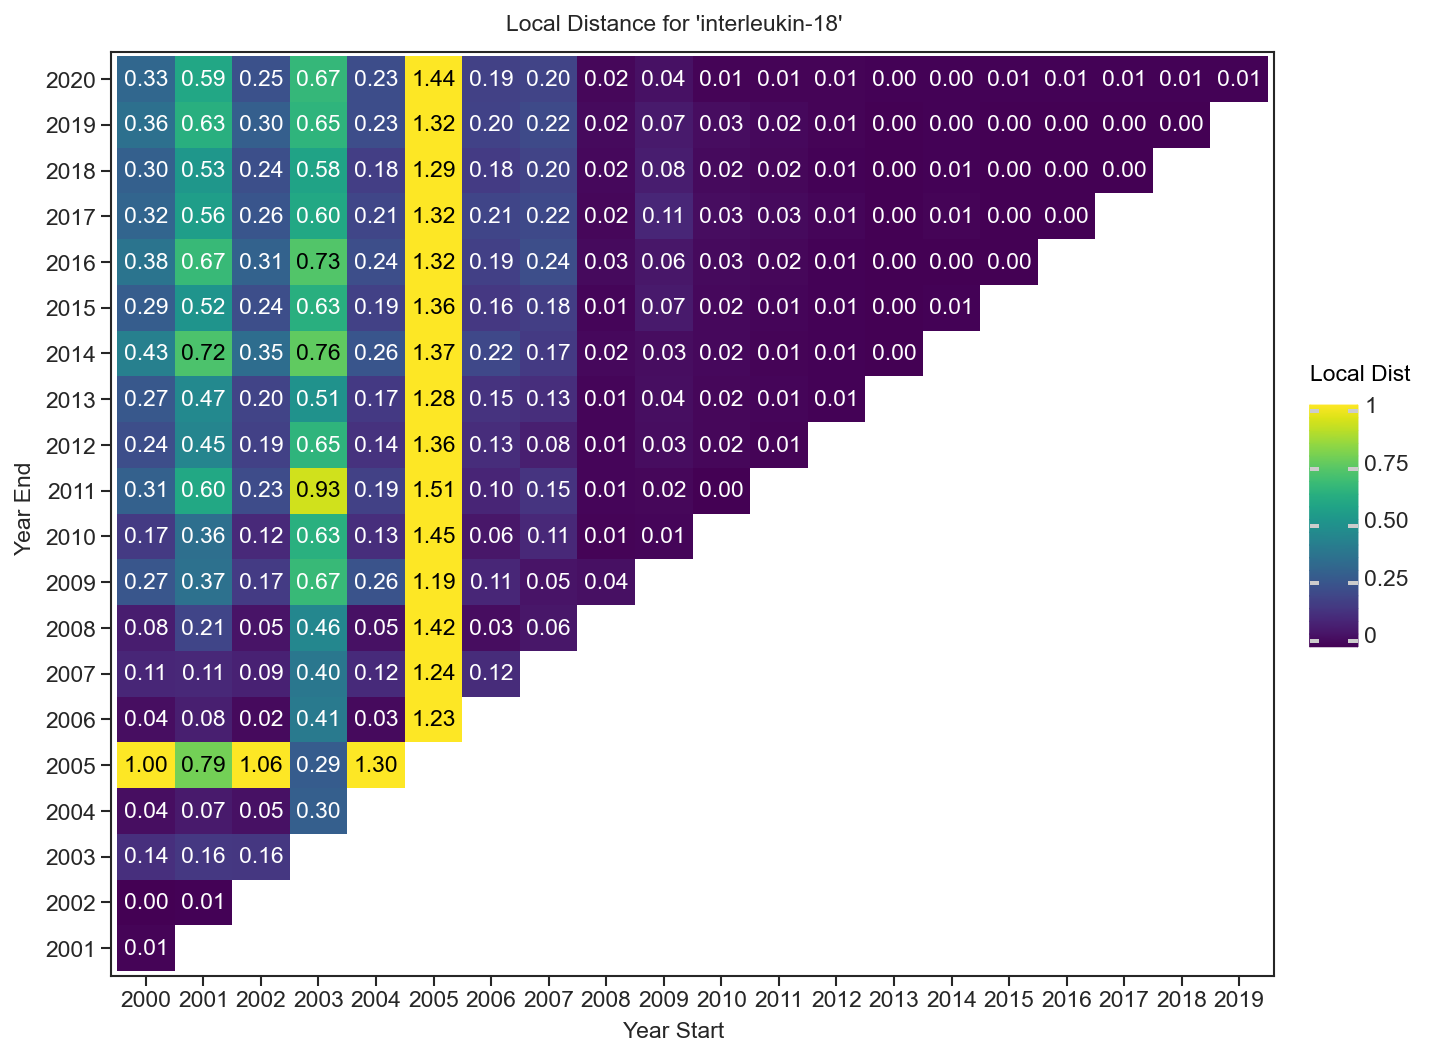 Local Distance for 'interleukin-18'
2020 0.33 0.59 0.25 0.67 0.23 1.44 0.19 0.20 0.02 0.04 0.01 0.01 0.01 0.00 0.00 0.01 0.01 0.01 0.01 0.01
2019 0.36 0.63 0.30 0.65 0.23 1.32 0.20 0.22 0.02 0.07 0.03 0.02 0.01 0.00 0.00 0.00 0.00 0.00 0.00
2018 0.30 0.53 0.24 0.58 0.18 1.29 0.18 0.20 0.02 0.08 0.02 0.02 0.01 0.00 0.01 0.00 0.00 0.00
2017 0.32 0.56 0.26 0.60 0.21 1.32 0.21 0.22 0.02 0.11 0.03 0.03 0.01 0.00 0.01 0.00 0.00
2016 0.38 0.67 0.31 0.73 0.24 1.32 0.19 0.24 0.03 0.06 0.03 0.02 0.01 0.00 0.00 0.00
2015 0.29 0.52 0.24 0.63 0.19 1.36 0.16 0.18 0.01 0.07 0.02 0.01 0.01 0.00 0.01
2014 0.43 0.72 0.35 0.76 0.26 1.37 0.22 0.17 0.02 0.03 0.02 0.01 0.01 0.00
2013 0.27 0.47 0.20 0.51 0.17 1.28 0.15 0.13 0.01 0.04 0.02 0.01 0.01
2012 0.24 0.45 0.19 0.65 0.14 1.36 0.13 0.08 0.01 0.03 0.02 0.01
2011 0.31 0.60 0.23 0.93 0.19 1.51 0.10 0.15 0.01 0.02 0.00
2010 0.17 0.36 0.12 0.63 0.13 1.45 0.06 0.11 0.01 0.01
2009 0.27 0.37 0.17 0.67 0.26 1.19 0.11 0.05 0.04
2008 0.08 0.21 0.05 0.46 0.05 1.42 0.03 0.06
2007 0.11 0.11 0.09 0.40 0.12 1.24 0.12
2006 0.04 0.08 0.02 0.41 0.03 1.23
2005 1.00 0.79 1.06 0.29 1.30
2004 0.04 0.07 0.05 0.30
2003 0.14 0.16 0.16
2002 0.00 0.01
2001 0.01
2000 2001 2002 2003 2004 2005 2006 2007 2008 2009 2010 2011 2012 2013 2014 2015 2016 2017 2018 2019
Year Start
Year End
Local Dist
1
0.75
0.50
0.25
0